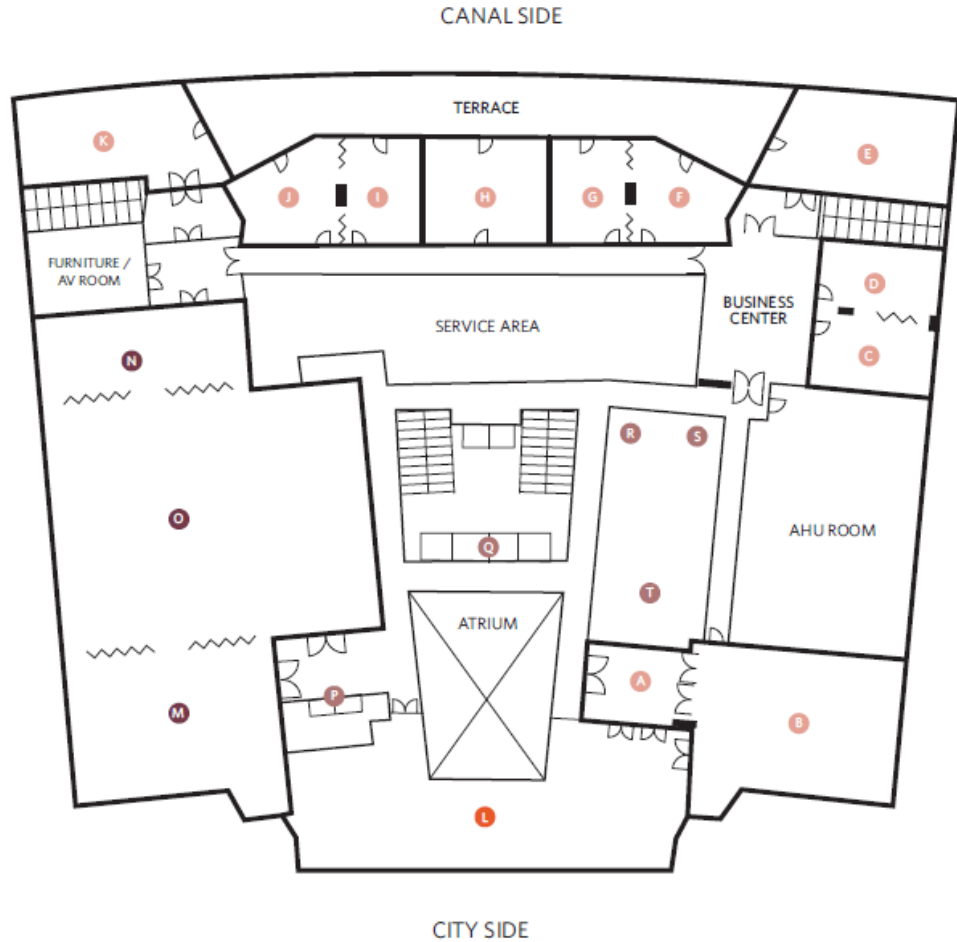 CANAL SIDE
TERRACE
K
E
J
I
H
G
F
FURNITURE /
AV ROOM
D
BUSINESS
CENTER
SERVICE AREA
C
N
R
S
O
AHU ROOM
Q
T
ATRIUM
A
P
M
B
L
CITY SIDE